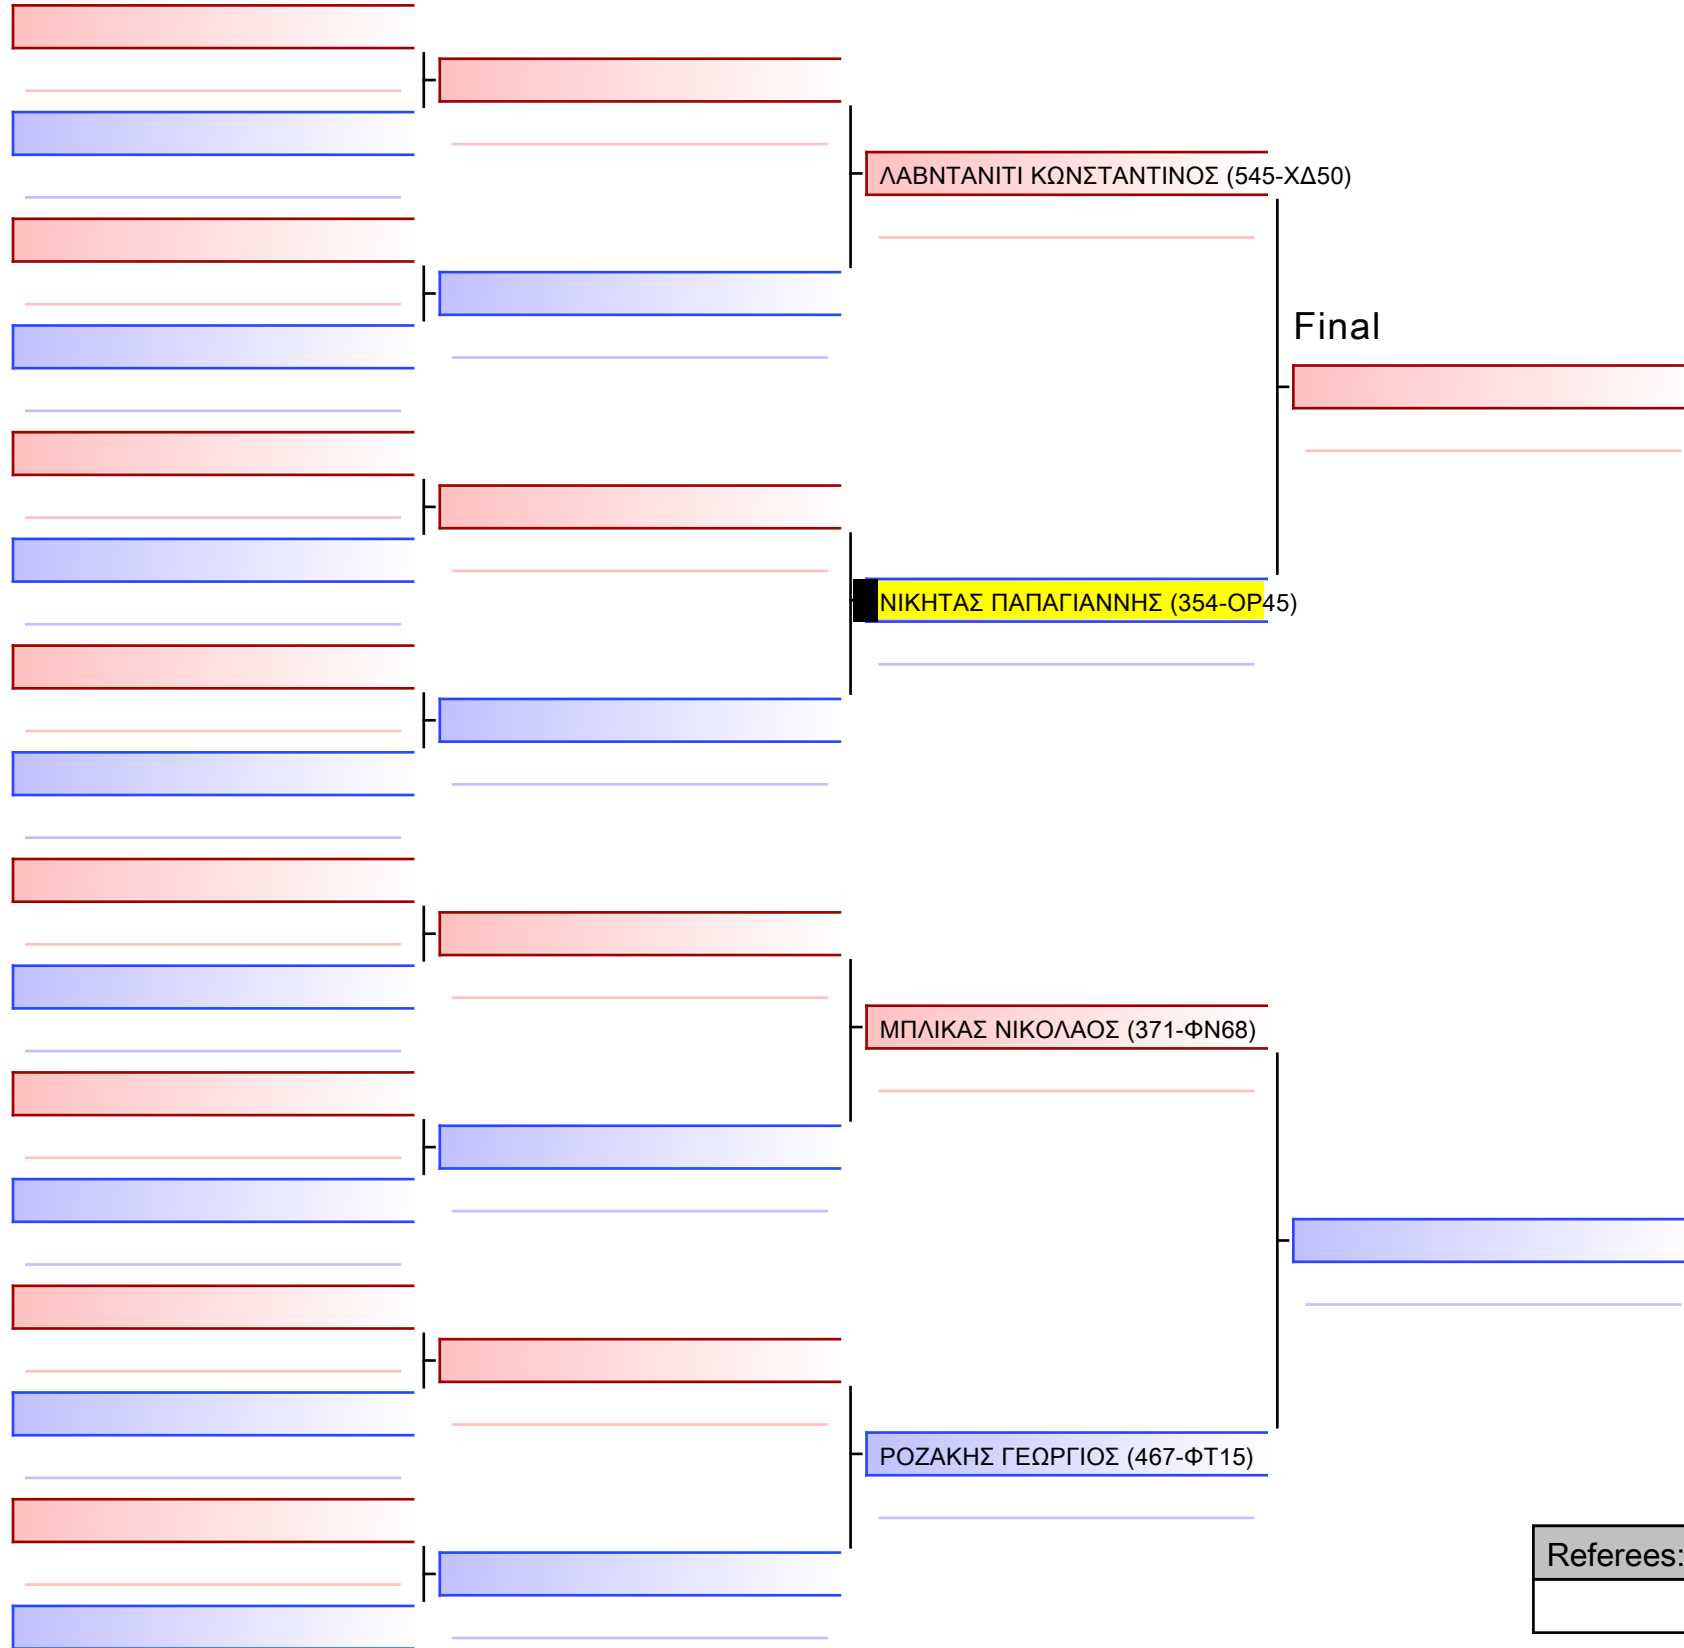 ΛΑΒΝΤΑΝΙΤΙ ΚΩΝΣΤΑΝΤΙΝΟΣ (545-ΧΔ50)
Final
ΝΙΚΗΤΑΣ ΠΑΠΑΓΙΑΝΝΗΣ (354-ΟΡ45)
ΜΠΛΙΚΑΣ ΝΙΚΟΛΑΟΣ (371-ΦΝ68)
ΡΟΖΑΚΗΣ ΓΕΩΡΓΙΟΣ (467-ΦΤ15)
Referees: